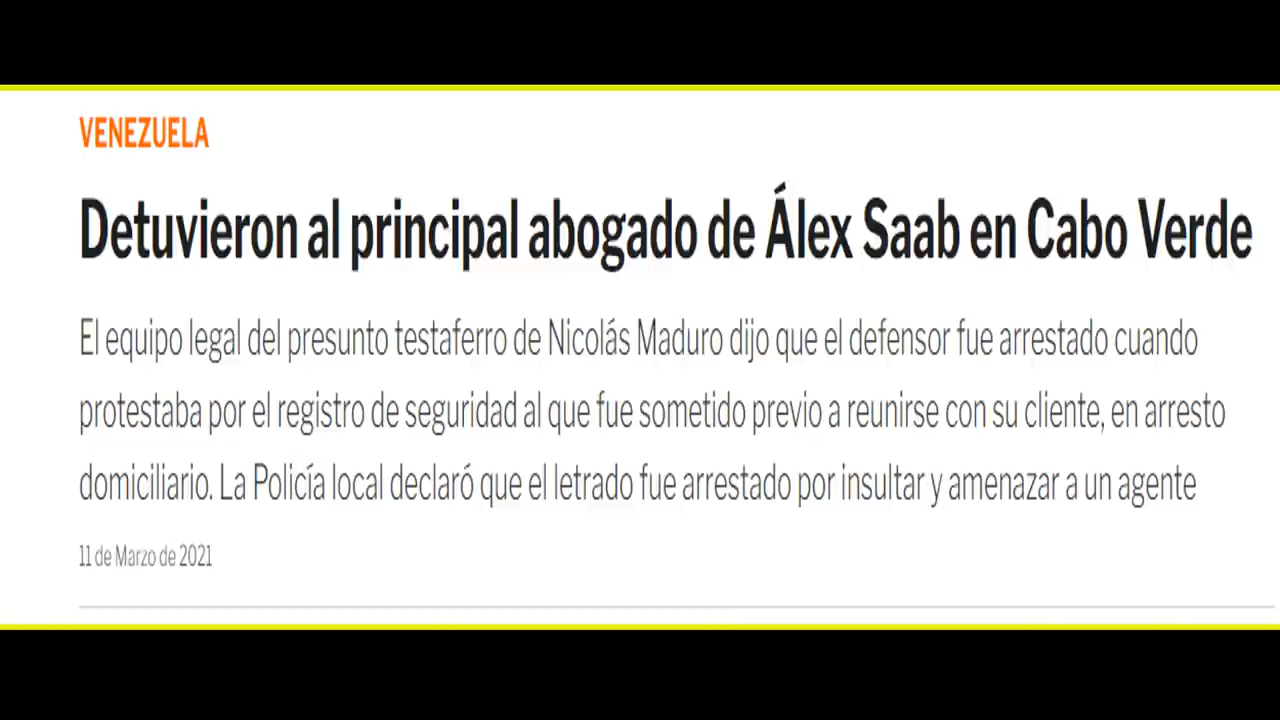 VENEZUELA
Detuvieron al principal abogado de Álex Saab en Cabo Verde
El equipo legal del presunto testaferro de Nicolás Maduro dijo que el defensor fue arrestado cuando
protestaba por el registro de seguridad al que fue sometido previo a reunirse con su cliente, en arresto
domiciliario. La Policía local declaró que el letrado fue arrestado por insultar y amenazar a un agente
11 de Marzo de 2021